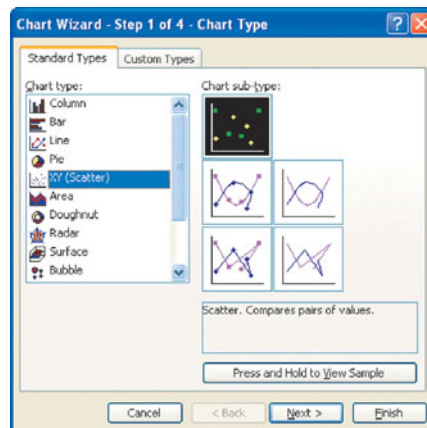 Chart Wizard - Step 1 of 4 - Chart Type
Standard Types
Custom Types
Chart type:
Column
Bar
Line
Pie
XY (Scatter)
Area
Doughnut
Radar
Surface
Bubble
Chart sub-type:
Scatter. Compares pairs of values.
Press and Hold to View Sample
Cancel
< Back
Next >
Finish